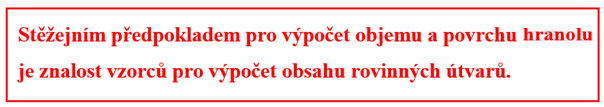 Stěžejním předpokladem pro výpočet objemu a povrchu hranolu
je znalost vzorců pro výpočet obsahu rovinných útvarů.